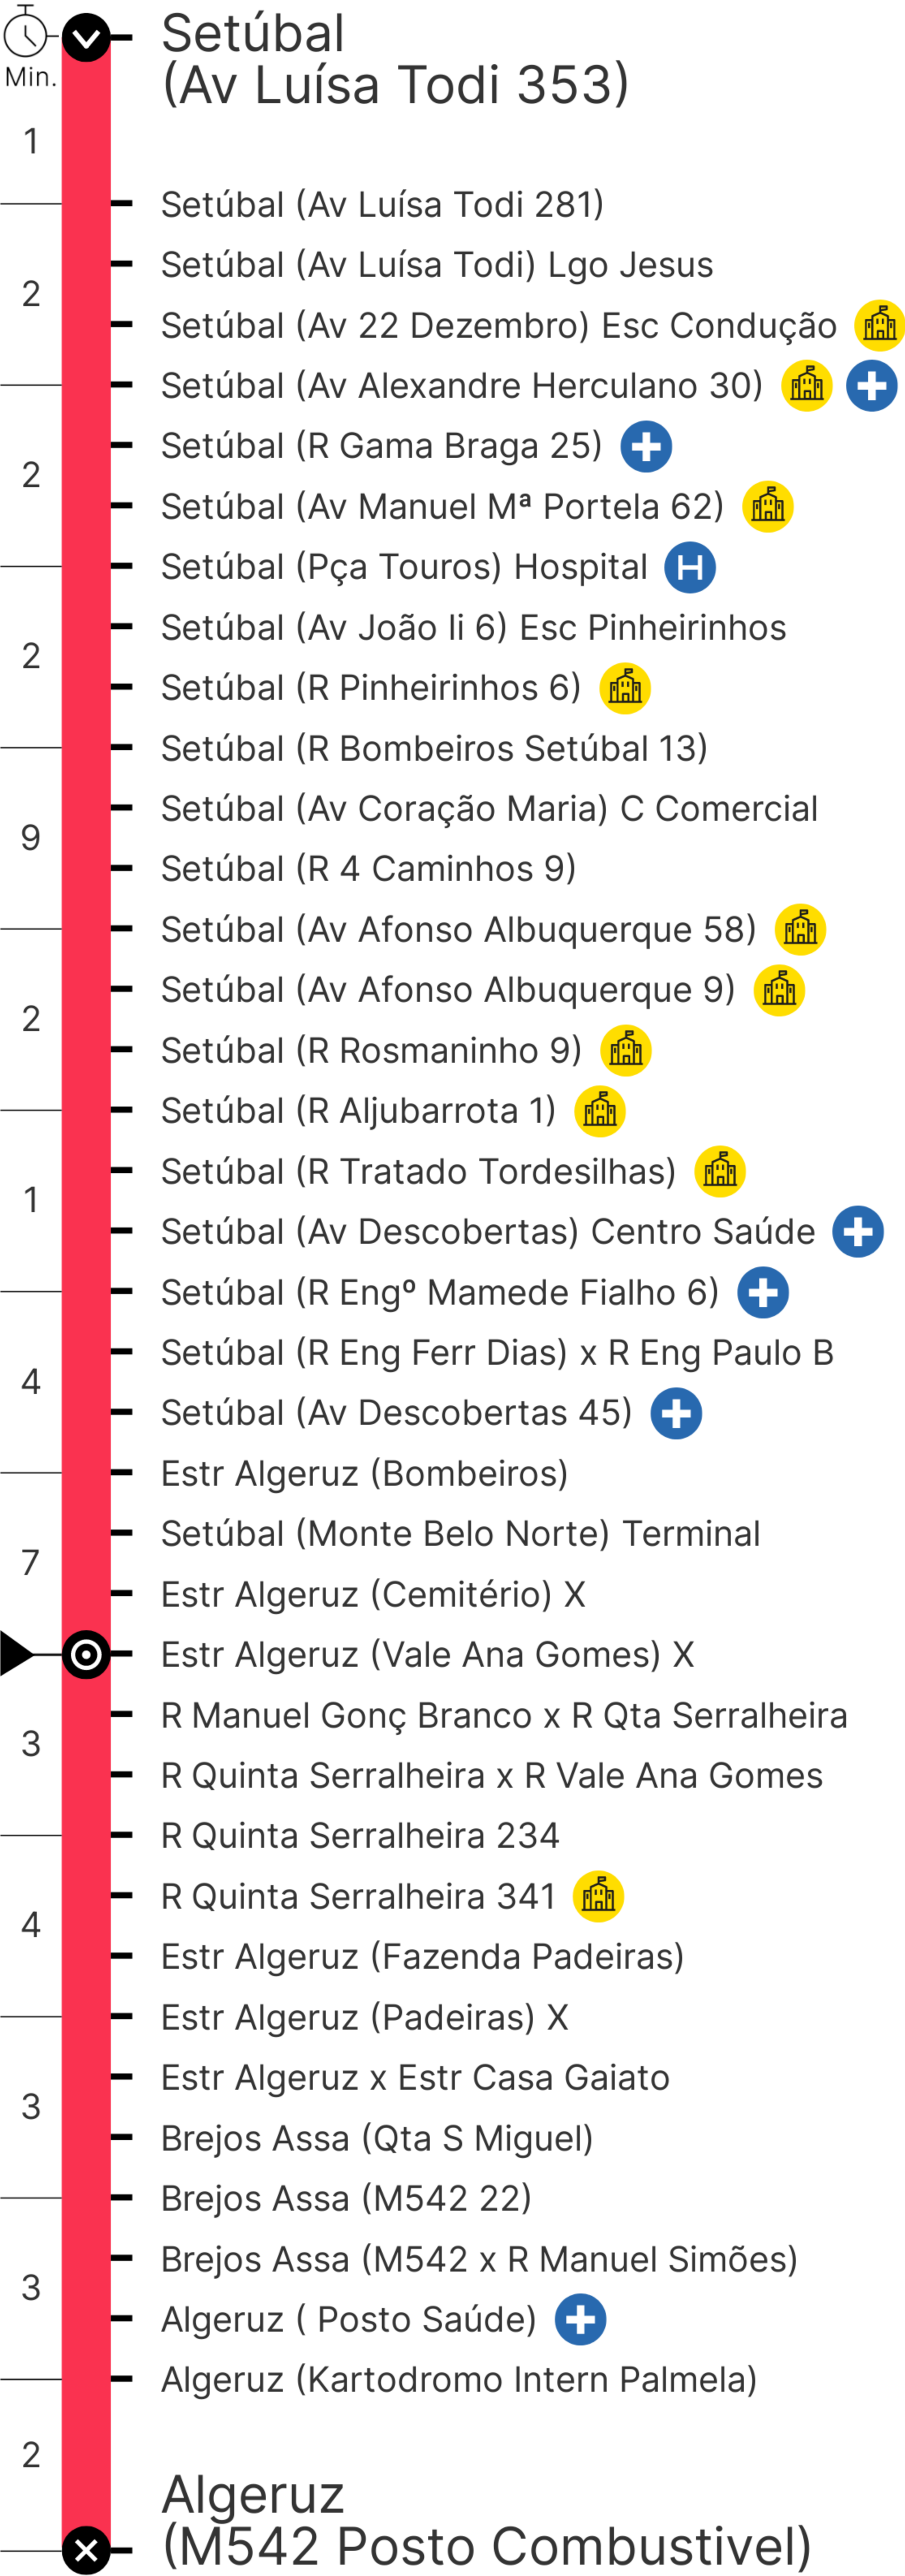 Setúbal
(Av Luísa Todi 353)
Min.
1
Setúbal (Av Luísa Todi 281)
Setúbal (Av Luísa Todi) Lgo Jesus
2
Setúbal (Av 22 Dezembro) Esc Condução
Setúbal (Av Alexandre Herculano 30)
Setúbal (R Gama Braga 25)
2
Setúbal (Av Manuel Mª Portela 62)
Setúbal (Pça Touros) Hospital H
Setúbal (Av João Ii 6) Esc Pinheirinhos
2
Setúbal (R Pinheirinhos 6)
Setúbal (R Bombeiros Setúbal 13)
Setúbal (Av Coração Maria) C Comercial
9
Setúbal (R 4 Caminhos 9)
Setúbal (Av Afonso Albuquerque 58)
Setúbal (Av Afonso Albuquerque 9)
2
Setúbal (R Rosmaninho 9)
Setúbal (R Aljubarrota 1)
Setúbal (R Tratado Tordesilhas)
1
Setúbal (Av Descobertas) Centro Saúde
Setúbal (R Engº Mamede Fialho 6)
Setúbal (R Eng Ferr Dias) x R Eng Paulo B
4
Setúbal (Av Descobertas 45)
Estr Algeruz (Bombeiros)
Setúbal (Monte Belo Norte) Terminal
7
Estr Algeruz (Cemitério) X
Estr Algeruz (Vale Ana Gomes) X
R Manuel Gonç Branco x R Qta Serralheira
3
R Quinta Serralheira x R Vale Ana Gomes
R Quinta Serralheira 234
R Quinta Serralheira 341
4
Estr Algeruz (Fazenda Padeiras)
Estr Algeruz (Padeiras) X
Estr Algeruz x Estr Casa Gaiato
3
Brejos Assa (Qta S Miguel)
Brejos Assa (M542 22)
Brejos Assa (M542 x R Manuel Simões)
3
Algeruz ( Posto Saúde)
Algeruz (Kartodromo Intern Palmela)
2
Algeruz
(M542 Posto Combustivel)